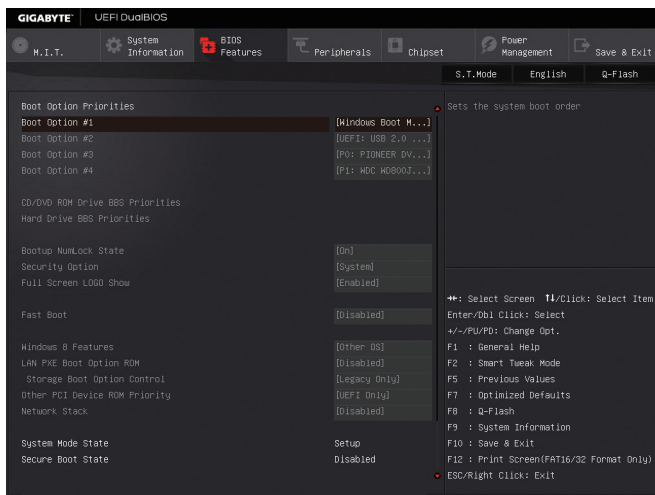 GIGABYTE™ UEFI DualBIOS
M.I.T. System Information BIOS Features Peripherals Chipset Power Management Save & Exit
S.T.Mode English Q-Flash
Boot Option Priorities
Boot Option #1 [Windows Boot M...]
Boot Option #2 [UEFI: USB 2.0 ...]
Boot Option #3 [P0: PIONEER DV...]
Boot Option #4 [P1: WDC WD800J...]
CD/DVD ROM Drive BBS Priorities
Hard Drive BBS Priorities
Bootup NumLock State [On]
Security Option [System]
Full Screen LOGO Show [Enabled]
Fast Boot [Disabled]
Windows 8 Features [Other OS]
LAN PXE Boot Option ROM [Disabled]
Storage Boot Option Control [Legacy Only]
Other PCI Device ROM Priority [UEFI Only]
Network Stack [Disabled]
System Mode State Setup
Secure Boot State Disabled
Sets the system boot order
→←: Select Screen ↑↓/Click: Select Item
Enter/Dbl Click: Select
+/-/PU/PD: Change Opt.
F1 : General Help
F2 : Smart Tweak Mode
F5 : Previous Values
F7 : Optimized Defaults
F8 : Q-Flash
F9 : System Information
F10 : Save & Exit
F12 : Print Screen(FAT16/32 Format Only)
ESC/Right Click: Exit